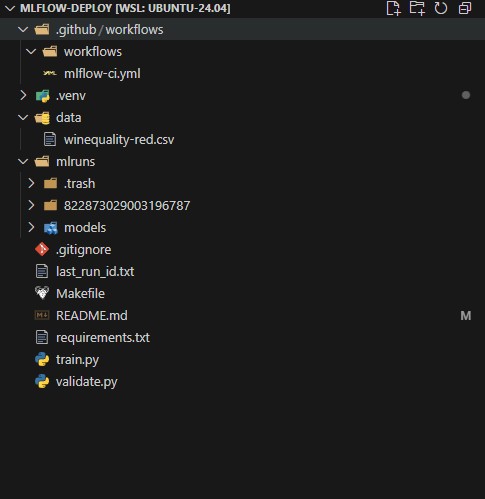 MLFLOW-DEPLOY [WSL: UBUNTU-24.04]
.github/workflows
workflows
mlflow-ci.yml
.venv
data
winequality-red.csv
mlruns
.trash
822873029003196787
models
.gitignore
last_run_id.txt
Makefile
README.md M
requirements.txt
train.py
validate.py